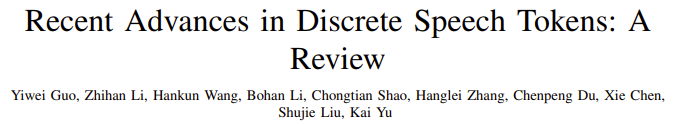 Recent Advances in Discrete Speech Tokens: A
Review
Yiwei Guo, Zhihan Li, Hankun Wang, Bohan Li, Chongtian Shao, Hanglei Zhang, Chenpeng Du, Xie Chen,
Shujie Liu, Kai Yu